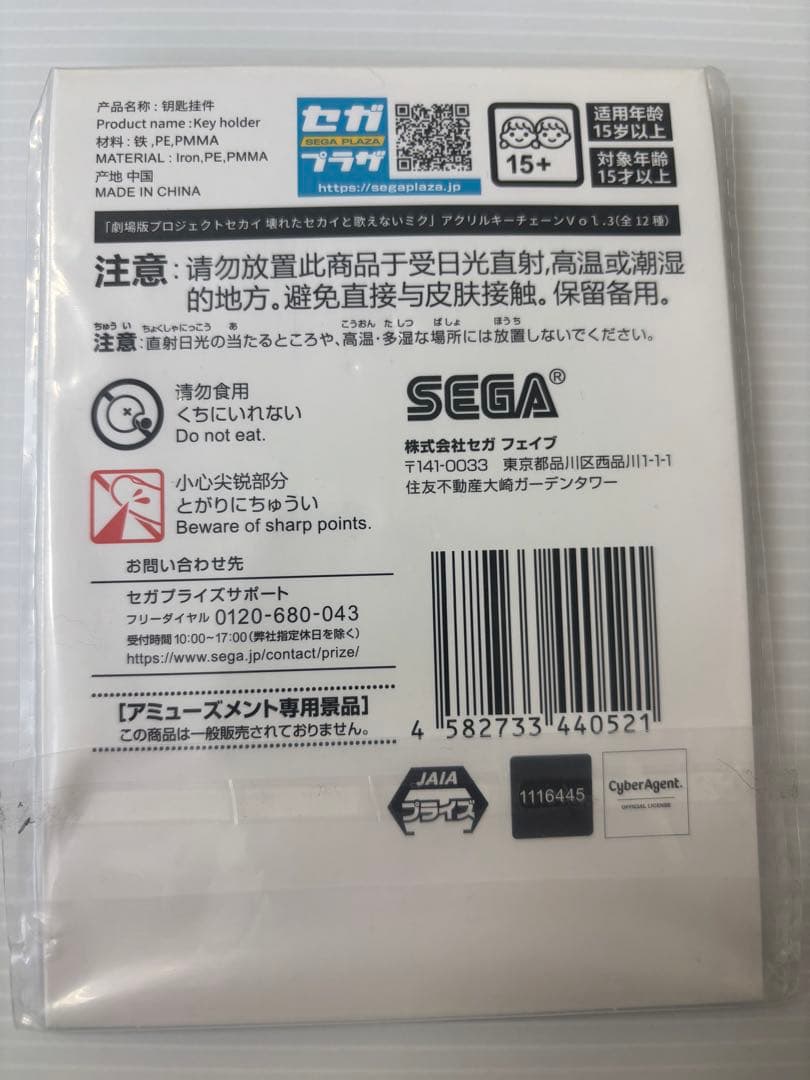 产品名称：钥匙挂件
Product name :Key holder
材料：铁 ,PE,PMMA
MATERIAL : Iron,PE,PMMA
产地 中国
MADE IN CHINA
セガ
SEGA PLAZA
プラザ
https://segaplaza.jp
15+
适用年龄
15岁以上
対象年齢
15才以上
「劇場版プロジェクトセカイ 壊れたセカイと歌えないミク」アクリルキーチェーンVol.3(全12種)
注意：请勿放置此商品于受日光直射,高温或潮湿
的地方。避免直接与皮肤接触。保留备用。
ちゅうい ちょくしゃにっこう あ こうおん たしつ ばしょ ほうち
注意：直射日光の当たるところや、高温・多湿な場所には放置しないでください。
请勿食用
くちにいれない
Do not eat.
小心尖锐部分
とがりにちゅうい
Beware of sharp points.
SEGA®
株式会社セガ フェイブ
〒141-0033 東京都品川区西品川1-1-1
住友不動産大崎ガーデンタワー
お問い合わせ先
セガプライズサポート
フリーダイヤル 0120-680-043
受付時間 10:00~17:00(弊社指定休日を除く)
https://www.sega.jp/contact/prize/
[アミューズメント専用景品]
この商品は一般販売されておりません。
4 582733 440521
JAIA
プライズ
1116445
CyberAgent.
OFFICIAL LICENSE